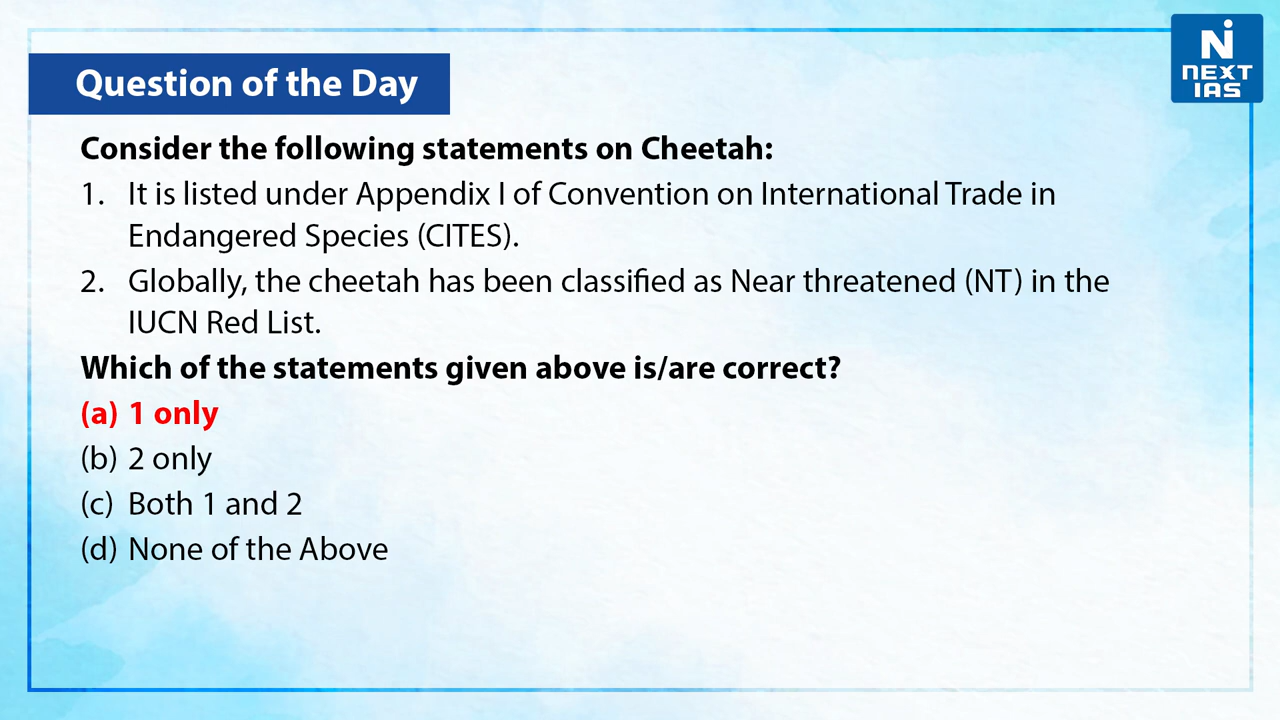 Question of the Day
NEXT
IAS
Consider the following statements on Cheetah:
1. It is listed under Appendix I of Convention on International Trade in
Endangered Species (CITES).
2. Globally, the cheetah has been classified as Near threatened (NT) in the
IUCN Red List.
Which of the statements given above is/are correct?
(a) 1 only
(b) 2 only
(c) Both 1 and 2
(d) None of the Above